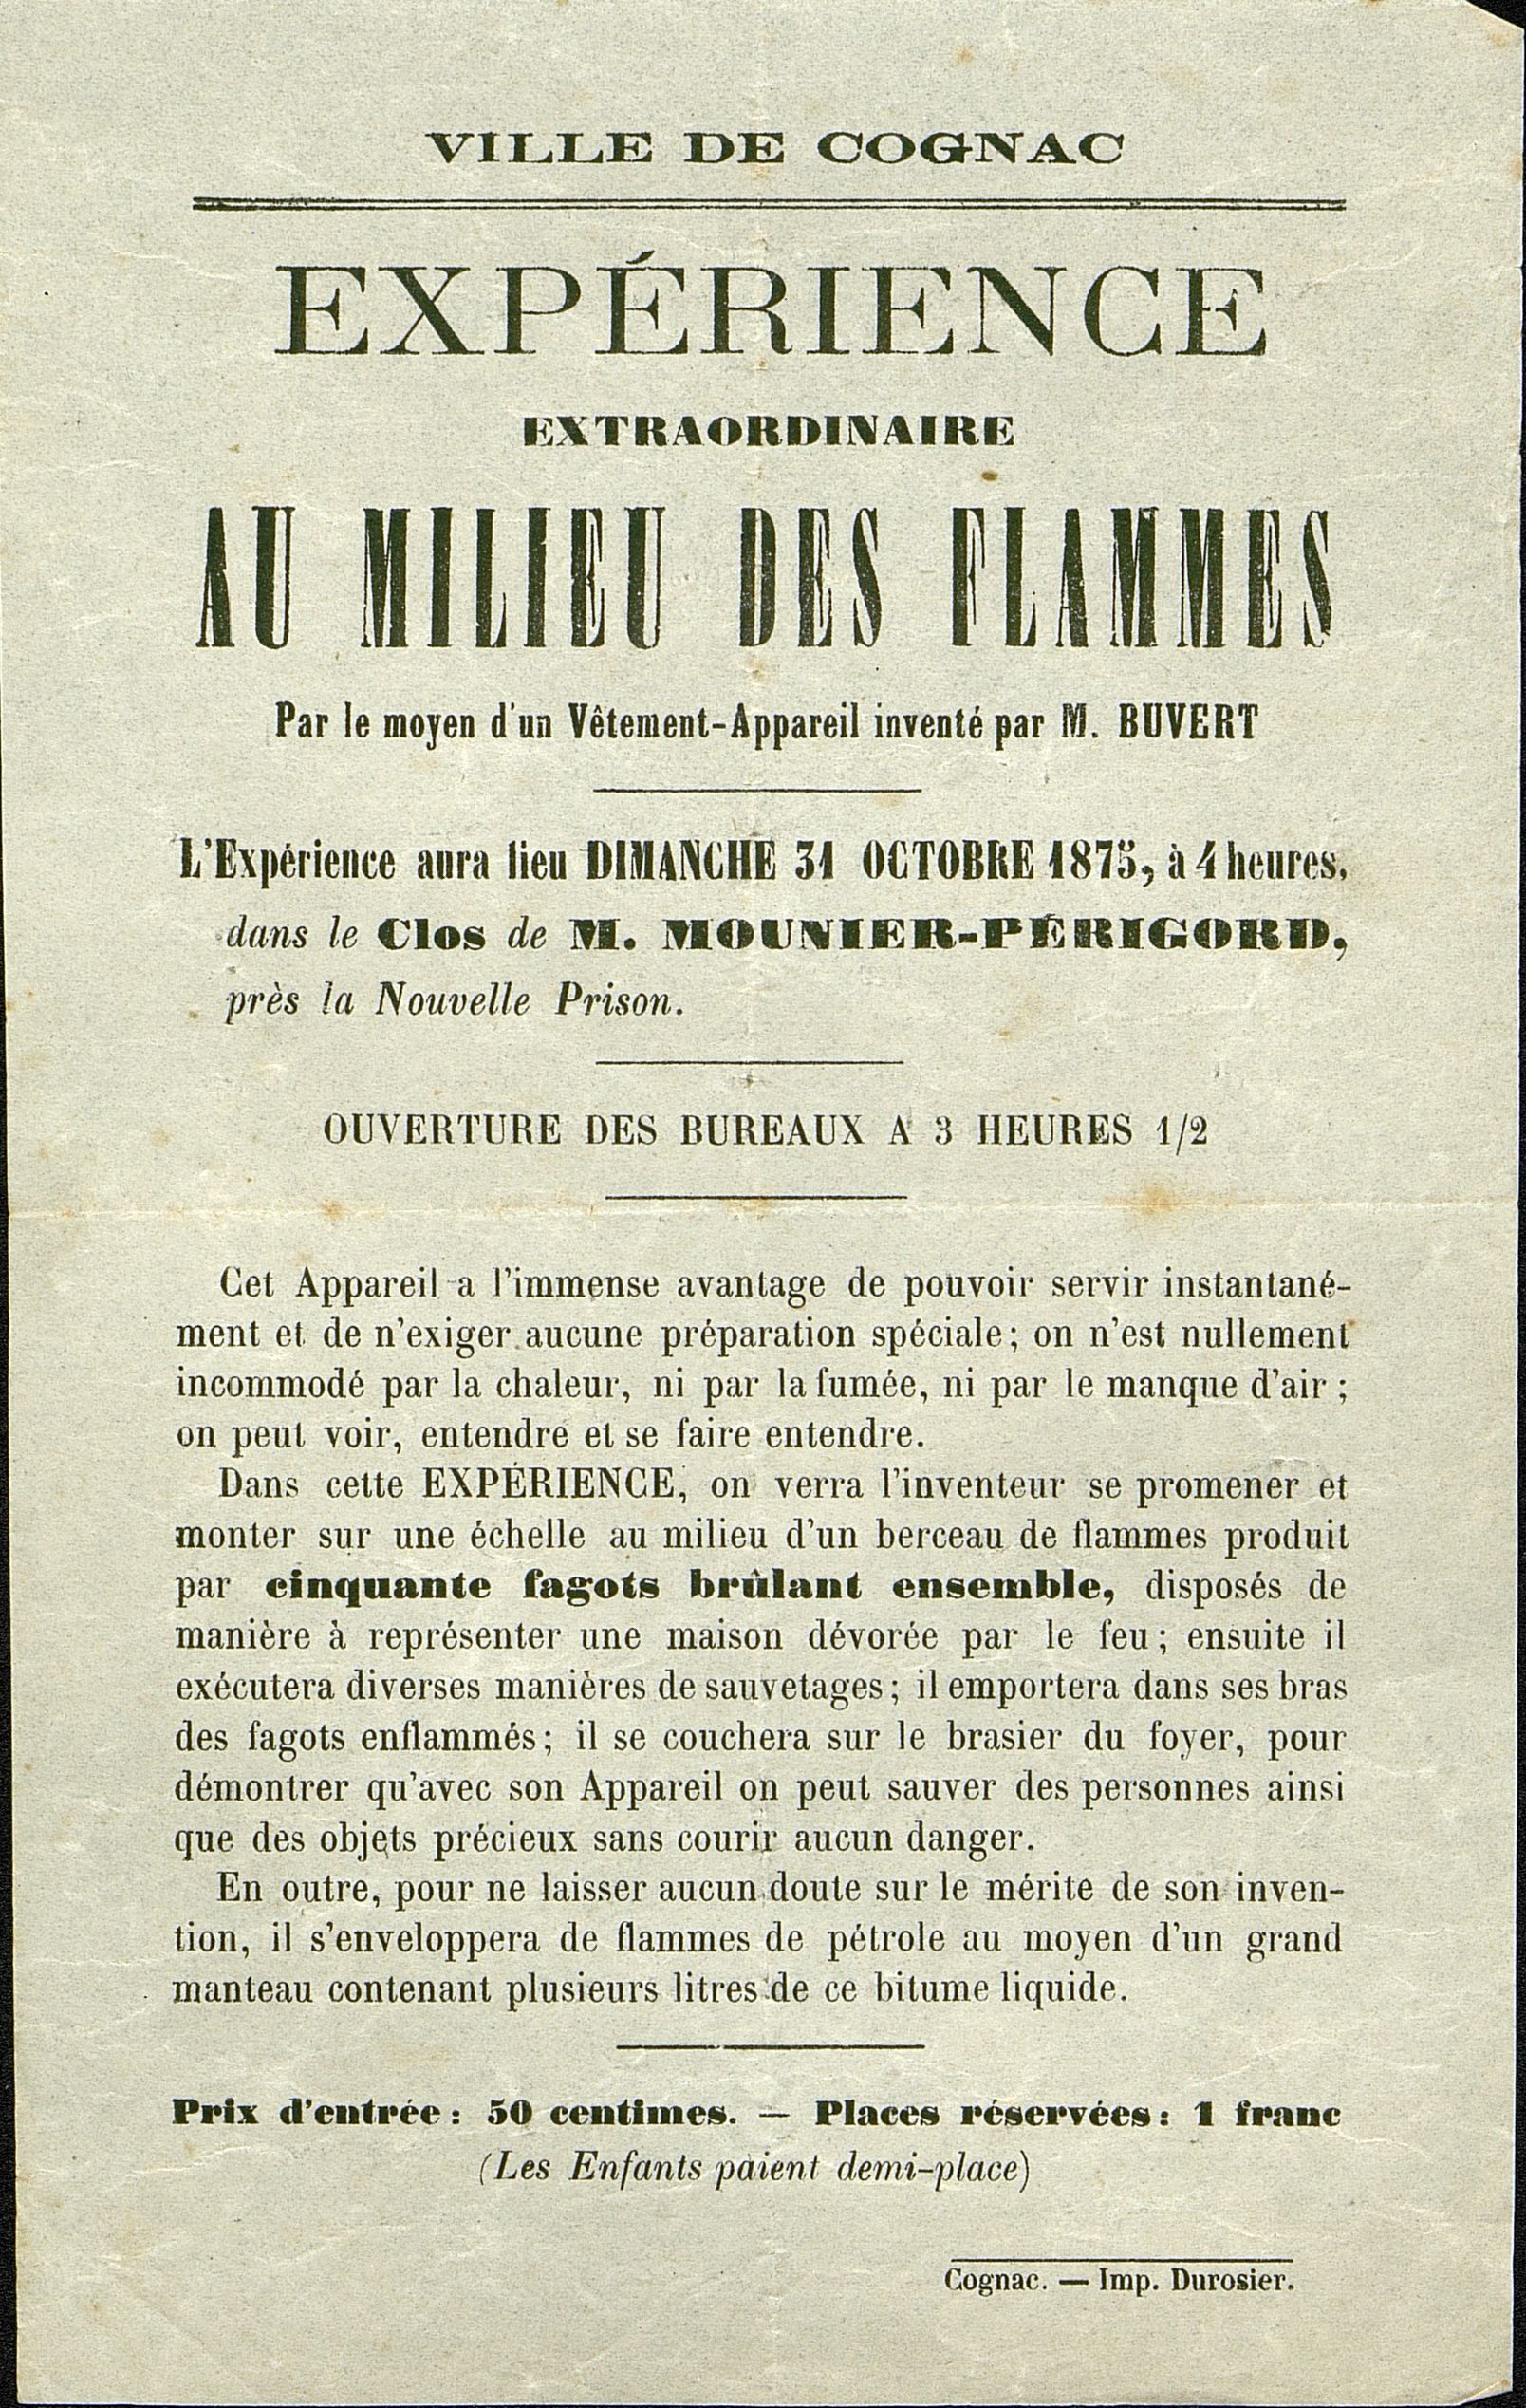 VILLE DE COGNAC
EXPÉRIENCE
EXTRAORDINAIRE
AU MILIEU DES FLAMMES
Par le moyen d'un Vêtement-Appareil inventé par M. BUVERT
L'Expérience aura lieu DIMANCHE 31 OCTOBRE 1875, à 4 heures,
dans le Clos de M. MOUNIER-PÉRIGORD,
près la Nouvelle Prison.
OUVERTURE DES BUREAUX A 3 HEURES 1/2
Cet Appareil a l'immense avantage de pouvoir servir instantané-
ment et de n'exiger aucune préparation spéciale; on n'est nullement
incommodé par la chaleur, ni par la fumée, ni par le manque d'air ;
on peut voir, entendre et se faire entendre.
Dans cette EXPÉRIENCE, on verra l'inventeur se promener et
monter sur une échelle au milieu d'un berceau de flammes produit
par cinquante fagots brûlant ensemble, disposés de
manière à représenter une maison dévorée par le feu; ensuite il
exécutera diverses manières de sauvetages; il emportera dans ses bras
des fagots enflammés; il se couchera sur le brasier du foyer, pour
démontrer qu'avec son Appareil on peut sauver des personnes ainsi
que des objets précieux sans courir aucun danger.
En outre, pour ne laisser aucun doute sur le mérite de son inven-
tion, il s'enveloppera de flammes de pétrole au moyen d'un grand
manteau contenant plusieurs litres de ce bitume liquide.
Prix d'entrée: 50 centimes. — Places réservées: 1 franc
(Les Enfants paient demi-place)
Cognac. — Imp. Durosier.